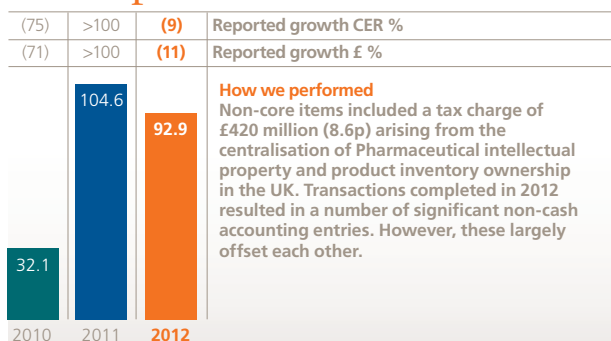 (75) >100 (9) Reported growth CER %
(71) >100 (11) Reported growth £ %
How we performed
Non-core items included a tax charge of
£420 million (8.6p) arising from the
centralisation of Pharmaceutical intellectual
property and product inventory ownership
in the UK. Transactions completed in 2012
resulted in a number of significant non-cash
accounting entries. However, these largely
offset each other.
32.1
104.6
92.9
2010 2011 2012